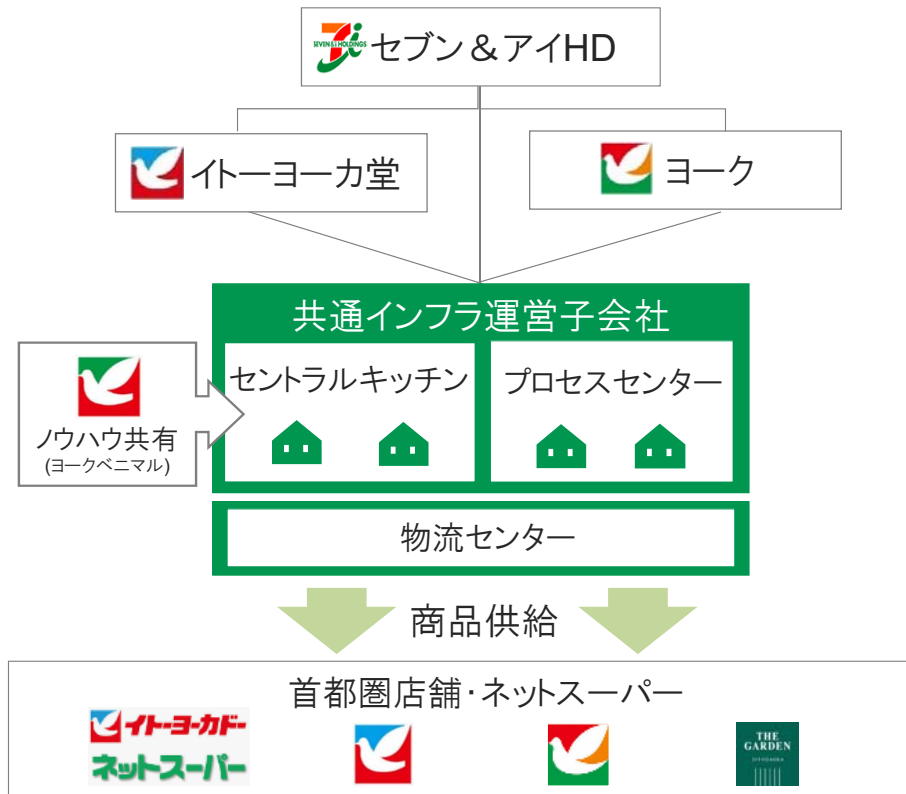 SEVEN&i HOLDINGS
セブン&アイHD
イトーヨーカ堂
ヨーク
共通インフラ運営子会社
セントラルキッチン
プロセスセンター
ノウハウ共有
(ヨークベニマル)
物流センター
商品供給
首都圏店舗・ネットスーパー
イトーヨーカドー
ネットスーパー
THE
GARDEN